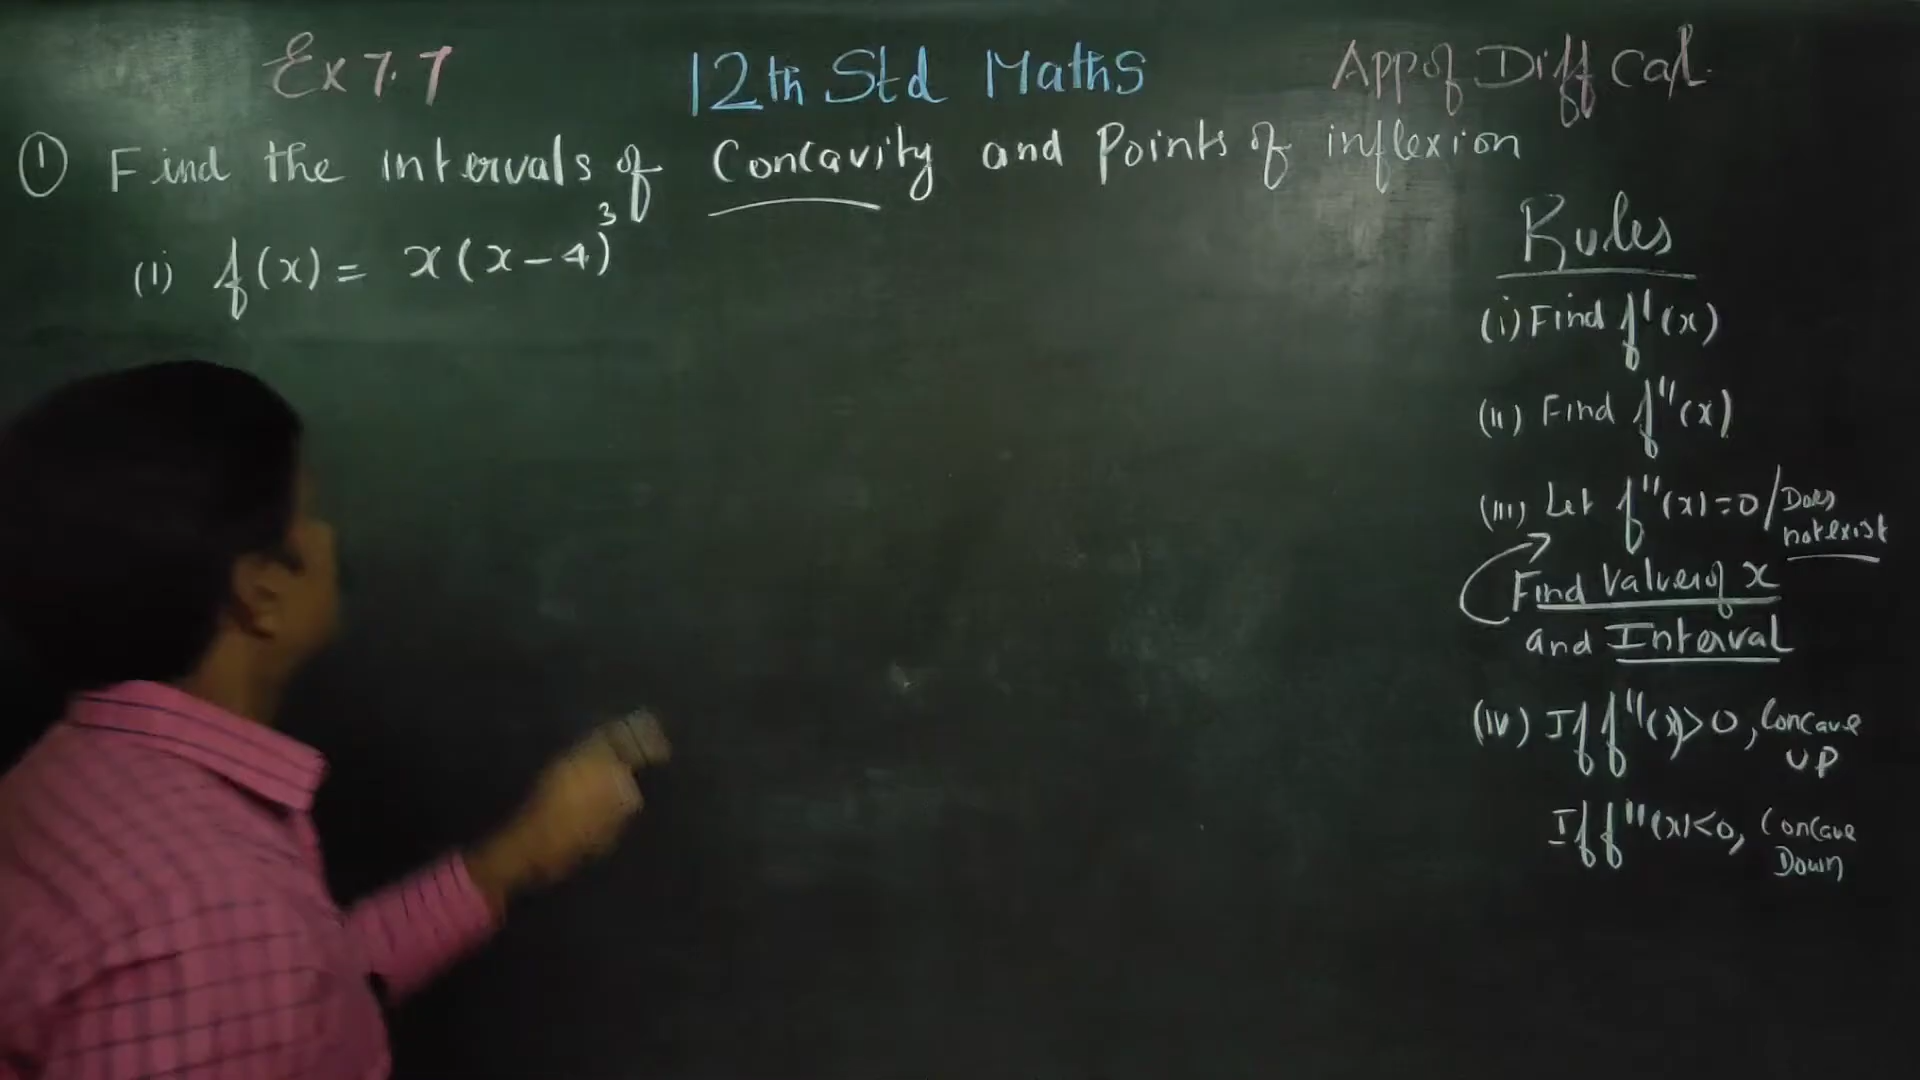 Ex 7.7 12th Std Maths App of Diff Cal.
① Find the intervals of Concavity and Points of inflexion
(i) f(x) = x(x-4)³
Rules
(i) Find f'(x)
(ii) Find f"(x)
(iii) Let f"(x)=0/Does not exist
Find Value of x
and Interval
(iv) If f"(x)>0, Concave
UP
If f"(x)<0, Concave
Down